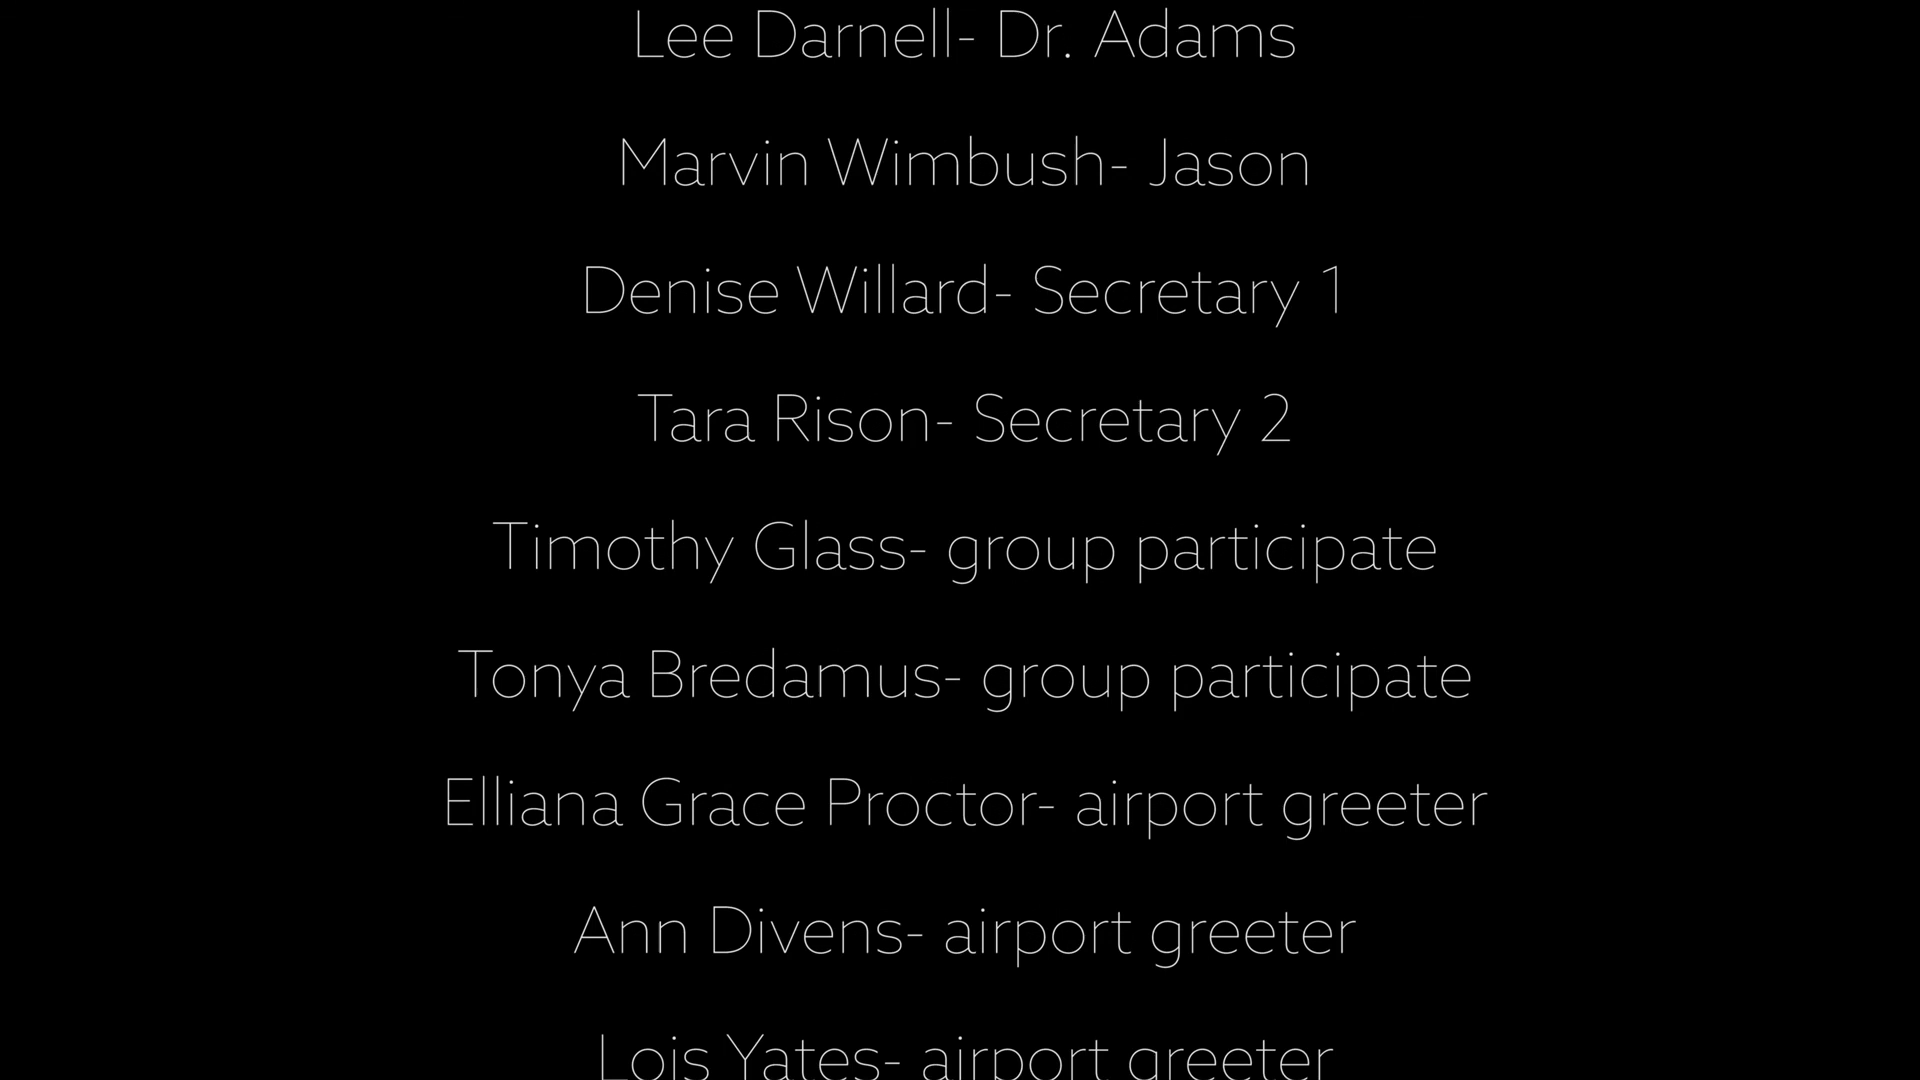 Lee Darnell- Dr. Adams
Marvin Wimbush- Jason
Denise Willard- Secretary 1
Tara Rison- Secretary 2
Timothy Glass- group participate
Tonya Bredamus- group participate
Elliana Grace Proctor- airport greeter
Ann Divens- airport greeter
Lois Yates- airport greeter